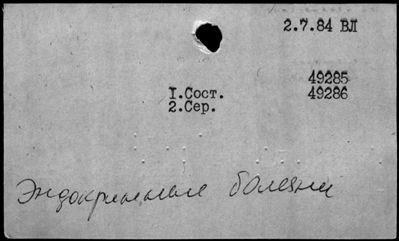 2.7.84 ВЛ
49285
I.Сост. 49286
2.Сер.
Эндокринные болезни